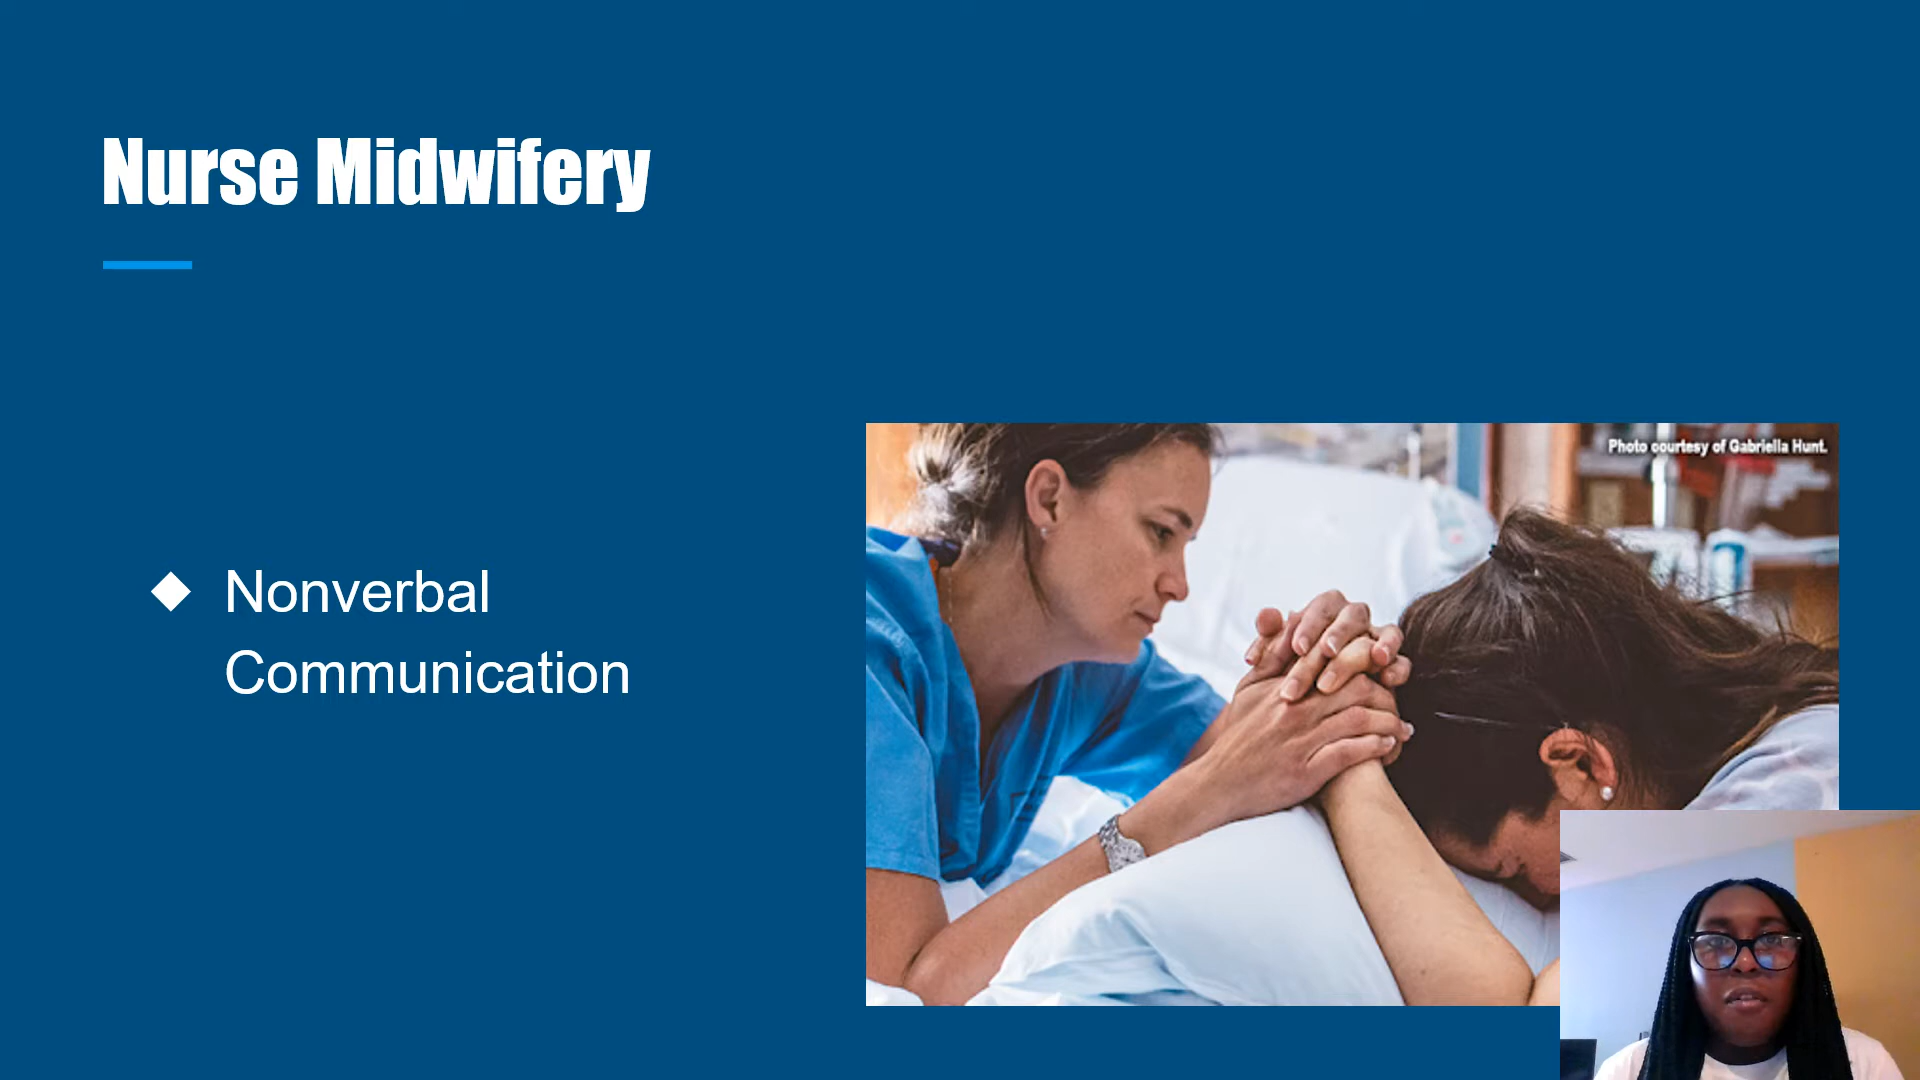 Nurse Midwifery
Photo courtesy of Gabriella Hunt.
◆ Nonverbal
Communication